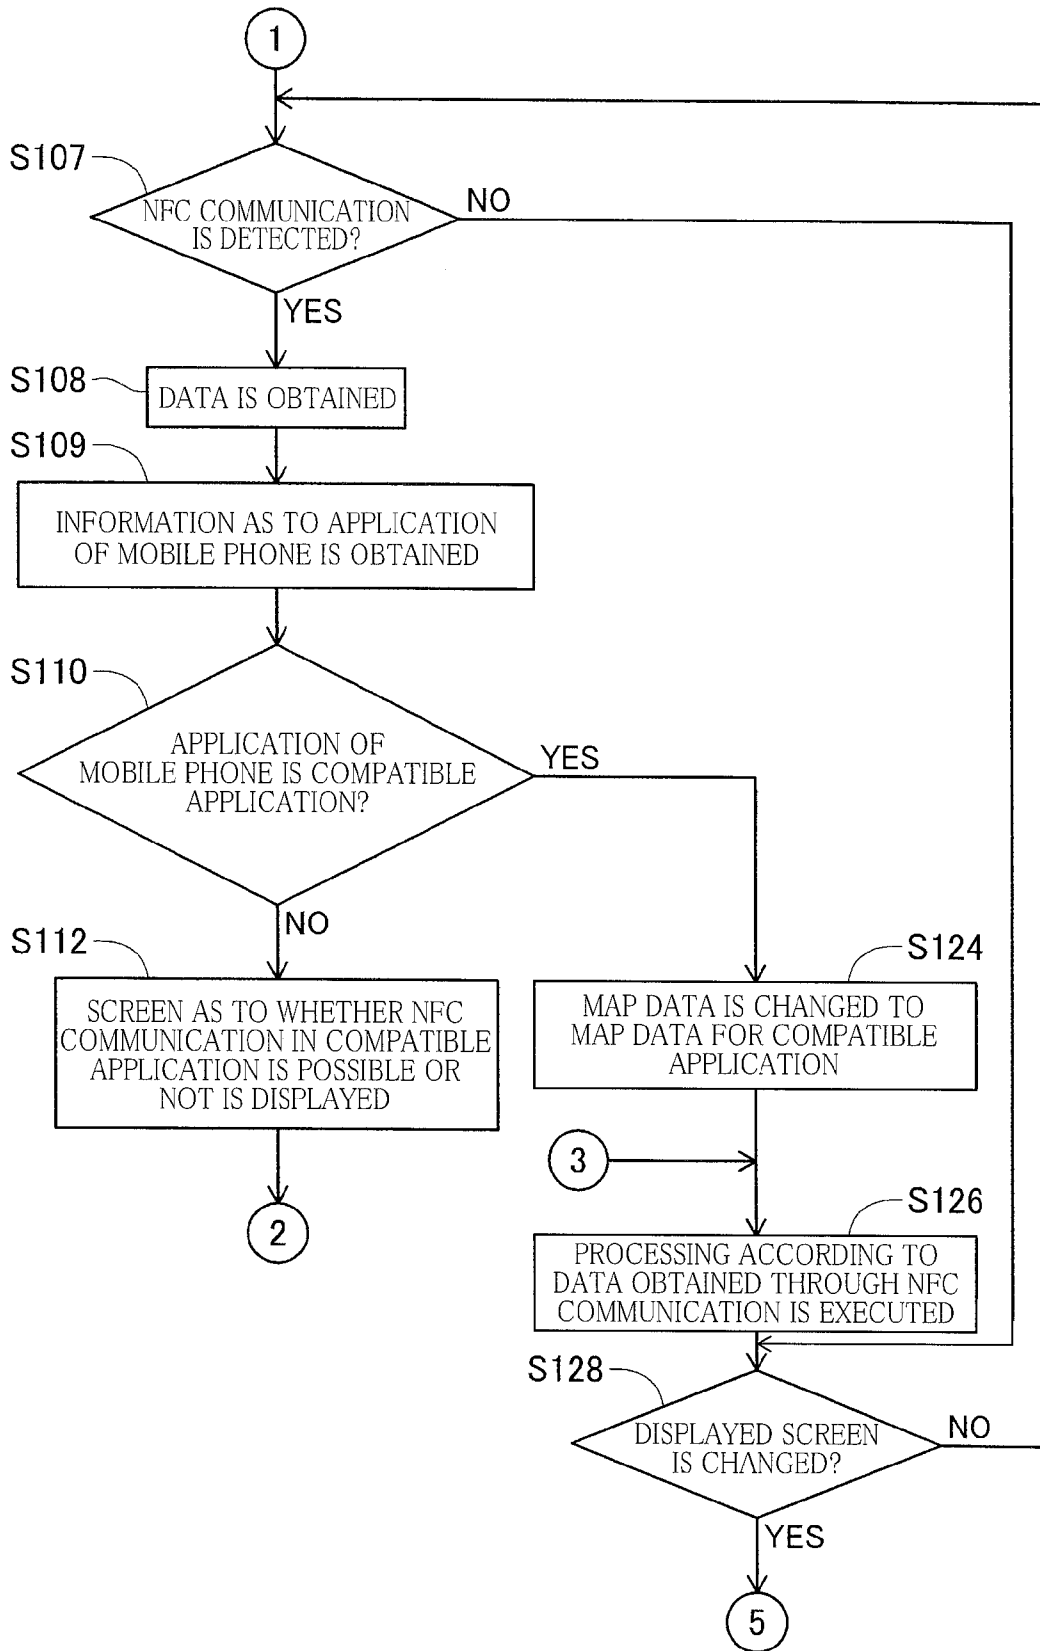 1
S107
NFC COMMUNICATION
IS DETECTED?
NO
YES
S108
DATA IS OBTAINED
S109
INFORMATION AS TO APPLICATION
OF MOBILE PHONE IS OBTAINED
S110
APPLICATION OF
MOBILE PHONE IS COMPATIBLE
APPLICATION?
YES
NO
S112
SCREEN AS TO WHETHER NFC
COMMUNICATION IN COMPATIBLE
APPLICATION IS POSSIBLE OR
NOT IS DISPLAYED
2
S124
MAP DATA IS CHANGED TO
MAP DATA FOR COMPATIBLE
APPLICATION
3
S126
PROCESSING ACCORDING TO
DATA OBTAINED THROUGH NFC
COMMUNICATION IS EXECUTED
S128
DISPLAYED SCREEN
IS CHANGED?
NO
YES
5